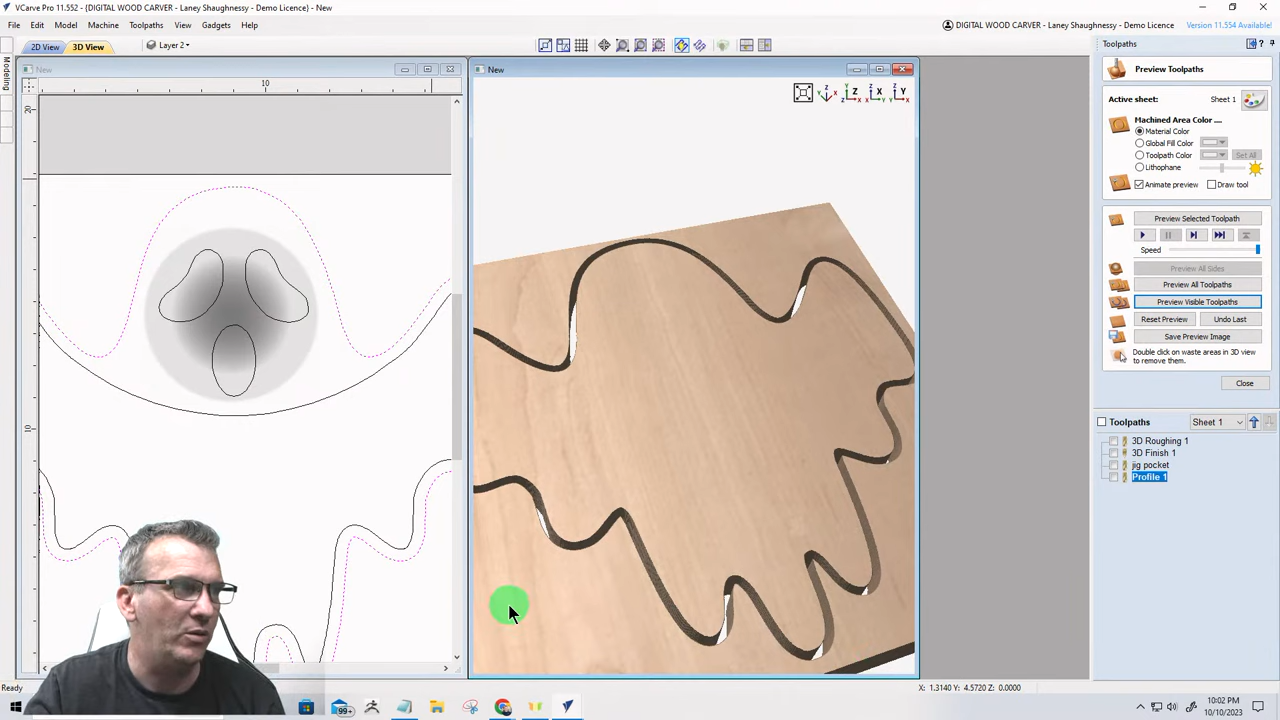 VCarve Pro 11.552 - {DIGITAL WOOD CARVER - Laney Shaughnessy - Demo Licence} - New
File Edit Model Machine Toolpaths View Gadgets Help
DIGITAL WOOD CARVER - Laney Shaughnessy - Demo Licence Version 11.554 Available!
2D View 3D View Layer 2
Modeling
New
10
20
10
New
Z X Y
Toolpaths
Preview Toolpaths
Active sheet: Sheet 1
Machined Area Color ....
Material Color
Global Fill Color
Toolpath Color Set All
Lithophane
Animate preview Draw tool
Preview Selected Toolpath
Speed
Preview All Sides
Preview All Toolpaths
Preview Visible Toolpaths
Reset Preview Undo Last
Save Preview Image
Double click on waste areas in 3D view
to remove them.
Close
Toolpaths Sheet 1
3D Roughing 1
3D Finish 1
jig pocket
Profile 1
Ready
X: 1.3140 Y: 4.5720 Z: 0.0000
99+
10:02 PM
10/10/2023